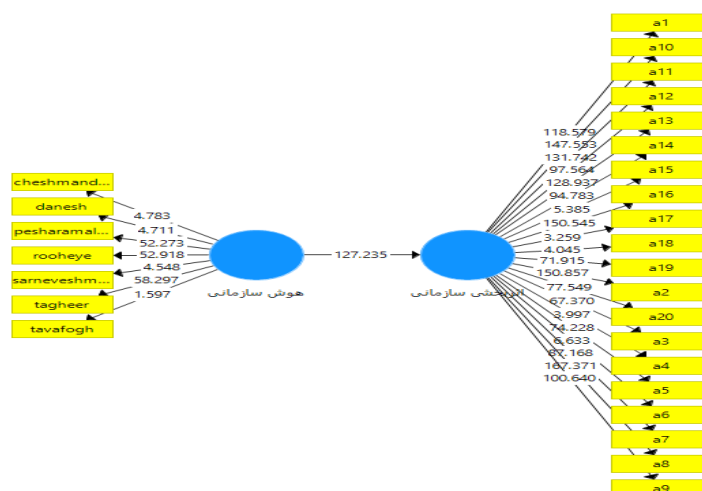 cheshmand...
danesh
pesharamal...
rooheye
sarneveshm...
tagheer
tavafogh
4.783
4.711
52.273
52.918
4.548
58.297
1.597
هوش سازمانی
127.235
اثربخشی سازمانی
118.579
147.553
131.742
97.564
128.937
94.783
5.385
150.545
3.259
4.045
71.915
150.857
77.549
67.370
3.997
74.228
6.633
87.168
167.371
100.640
a1
a10
a11
a12
a13
a14
a15
a16
a17
a18
a19
a2
a20
a3
a4
a5
a6
a7
a8
a9